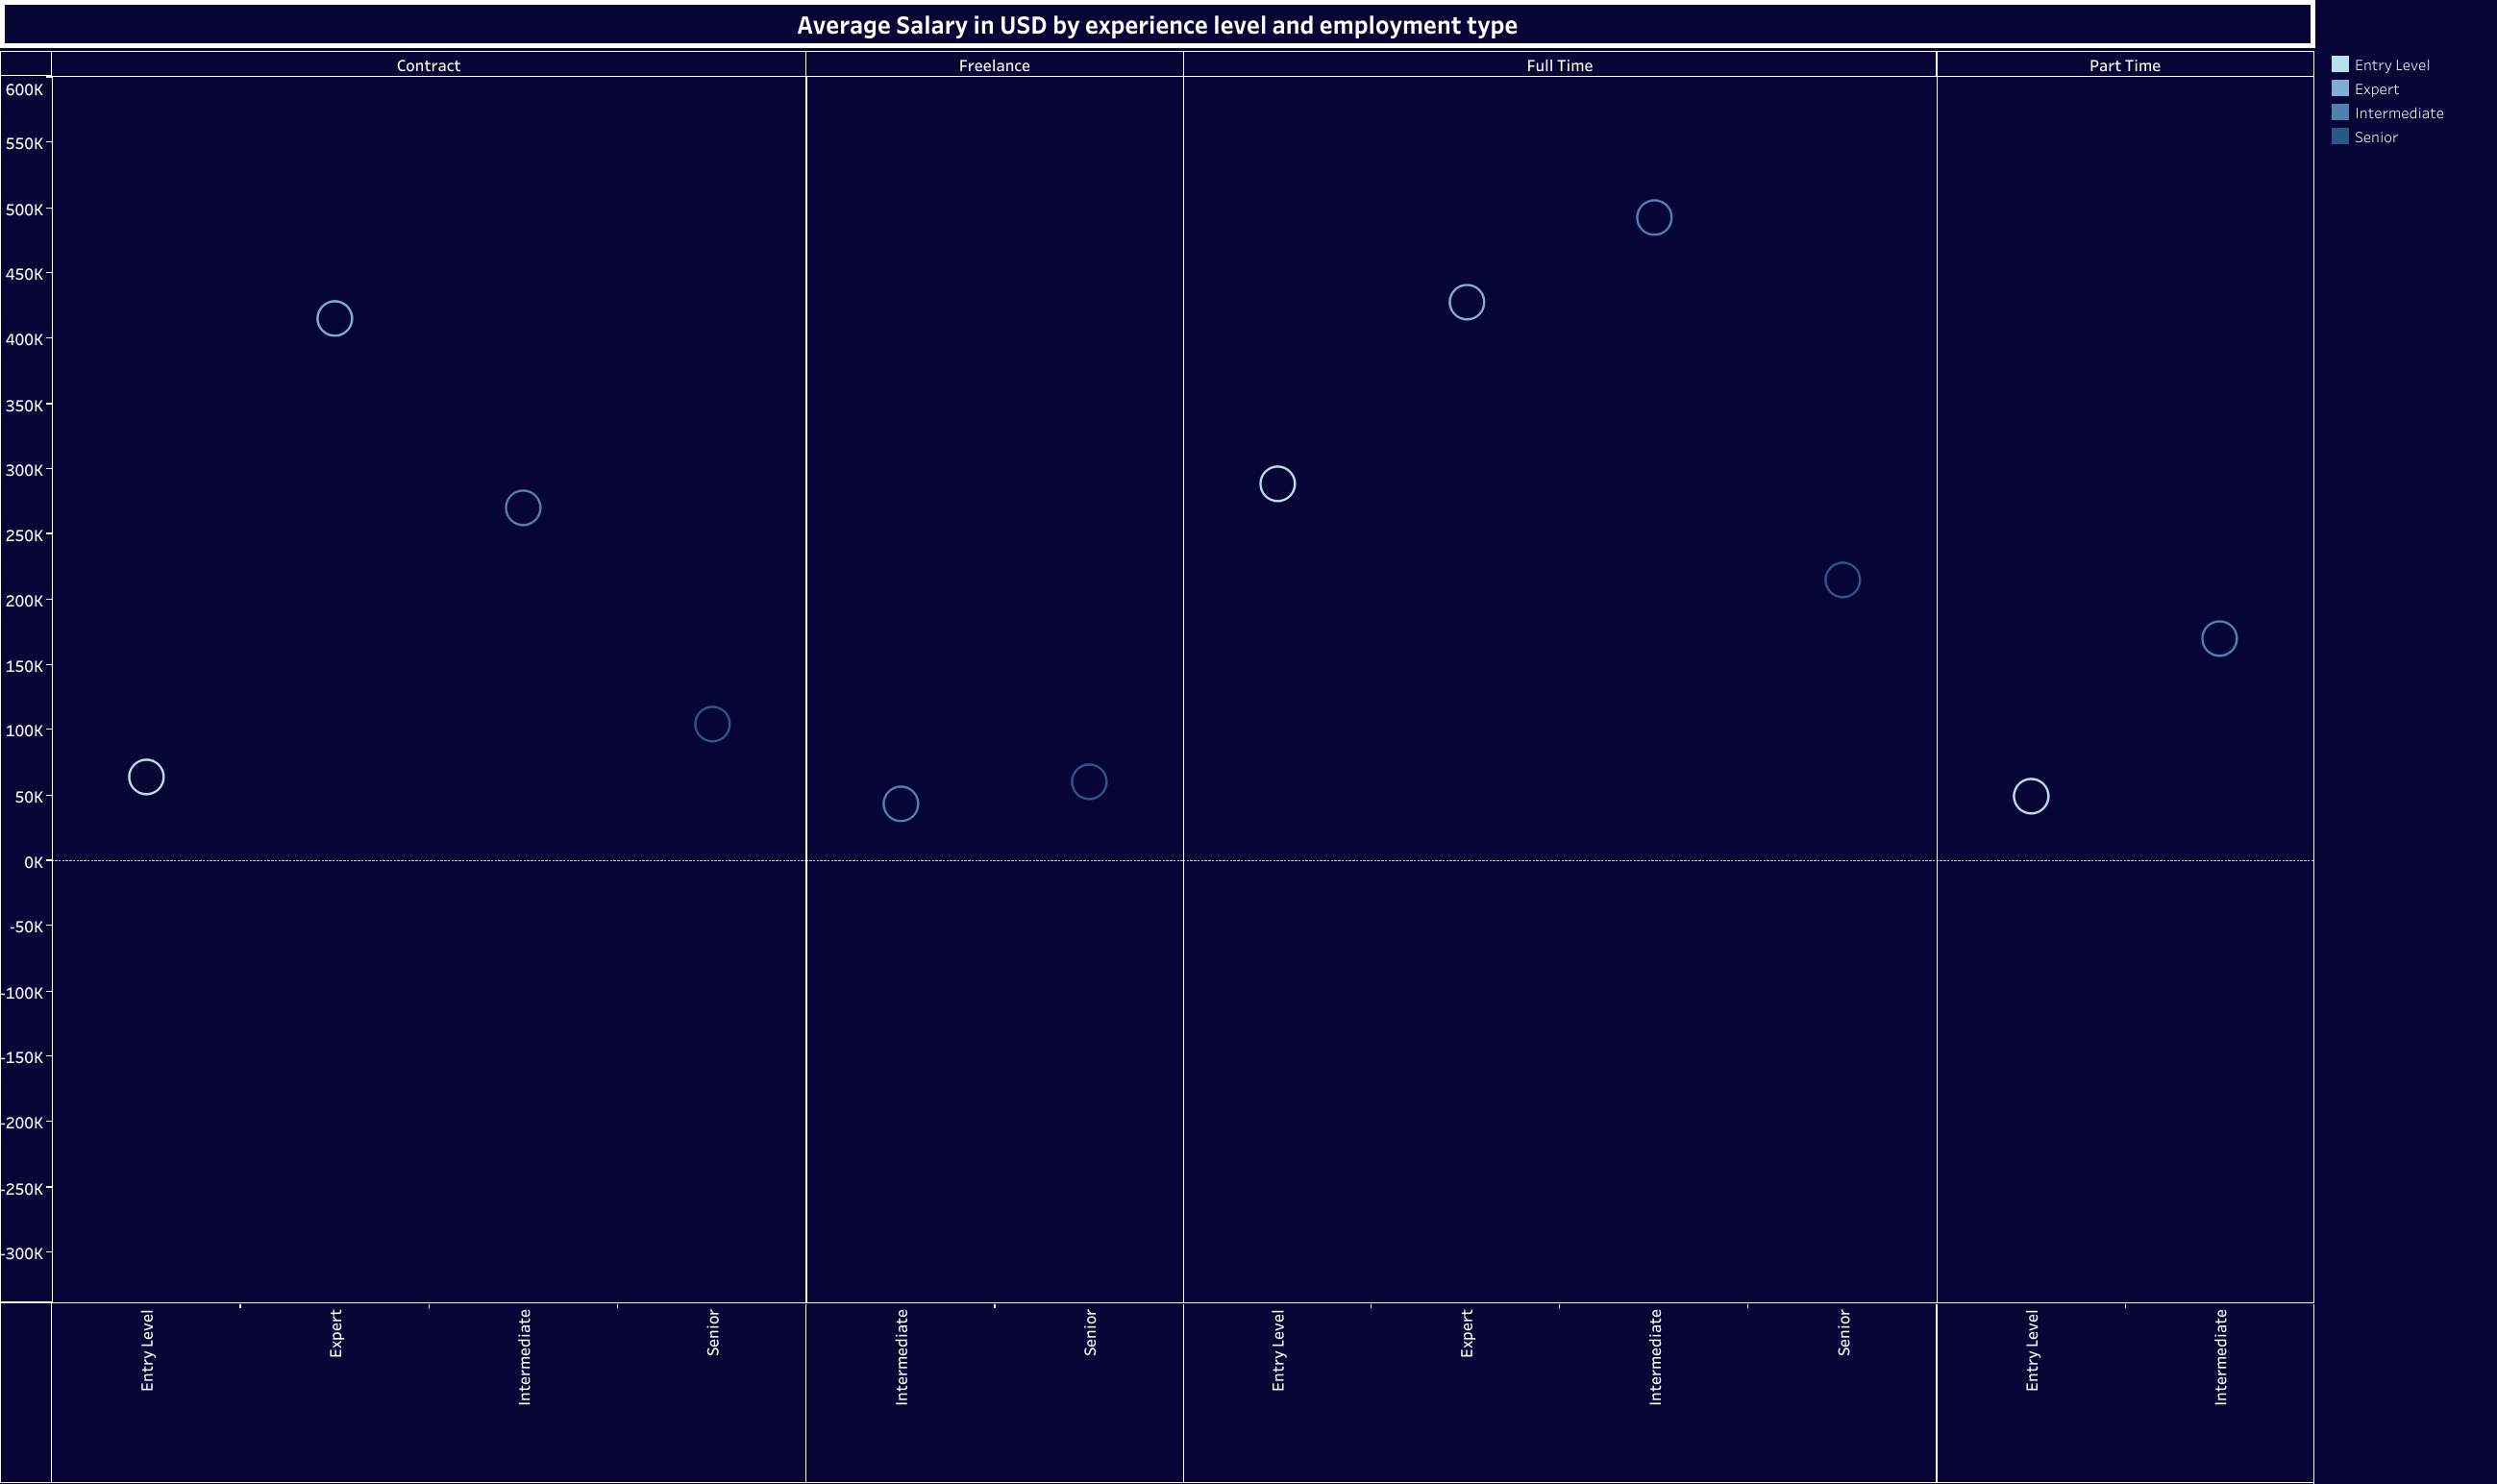 Average Salary in USD by experience level and employment type
Contract
Freelance
Full Time
Part Time
Entry Level
Expert
Intermediate
Senior
600K
550K
500K
450K
400K
350K
300K
250K
200K
150K
100K
50K
0K
-50K
-100K
-150K
-200K
-250K
-300K
Entry Level
Expert
Intermediate
Senior
Intermediate
Senior
Entry Level
Expert
Intermediate
Senior
Entry Level
Intermediate